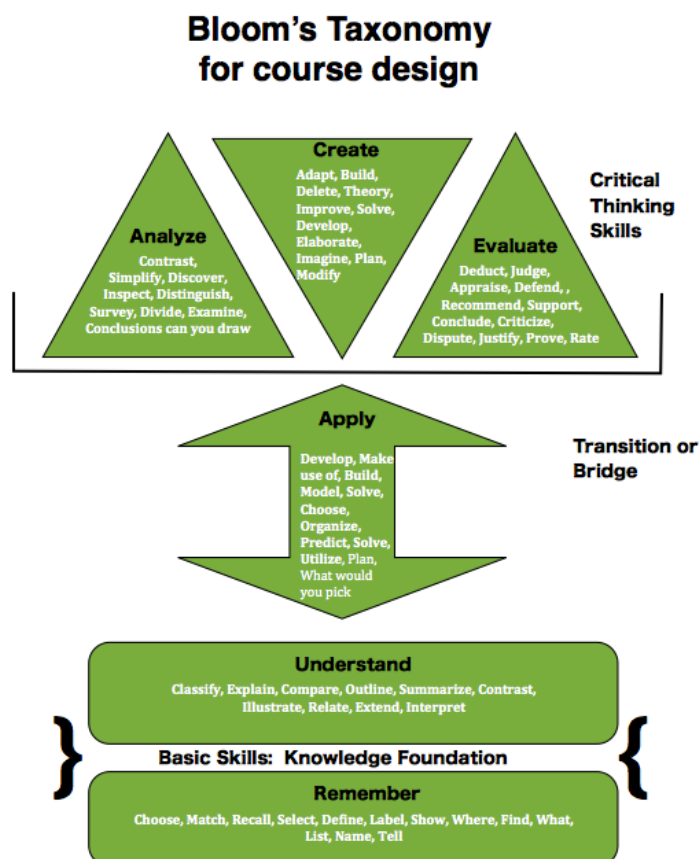 Bloom's Taxonomy
for course design
Create
Adapt, Build,
Delete, Theory,
Improve, Solve,
Develop,
Elaborate,
Imagine, Plan,
Modify
Analyze
Contrast,
Simplify, Discover,
Inspect, Distinguish,
Survey, Divide, Examine,
Conclusions can you draw
Evaluate
Deduct, Judge,
Appraise, Defend, ,
Recommend, Support,
Conclude, Criticize,
Dispute, Justify, Prove, Rate
Critical
Thinking
Skills
Apply
Develop, Make
use of, Build,
Model, Solve,
Choose,
Organize,
Predict, Solve,
Utilize, Plan,
What would
you pick
Transition or
Bridge
Understand
Classify, Explain, Compare, Outline, Summarize, Contrast,
Illustrate, Relate, Extend, Interpret
} Basic Skills: Knowledge Foundation {
Remember
Choose, Match, Recall, Select, Define, Label, Show, Where, Find, What,
List, Name, Tell